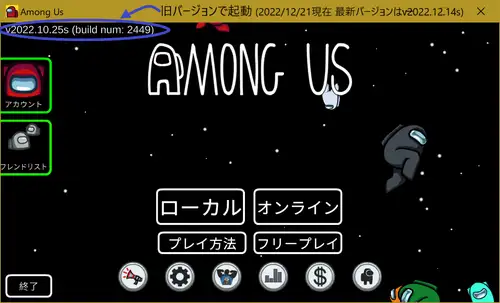 Among Us
旧バージョンで起動 (2022/12/21現在 最新バージョンはv2022.12.14s)
v2022.10.25s (build num: 2449)
AMONG US
アカウント
フレンドリスト
ローカル
オンライン
プレイ方法
フリープレイ
終了